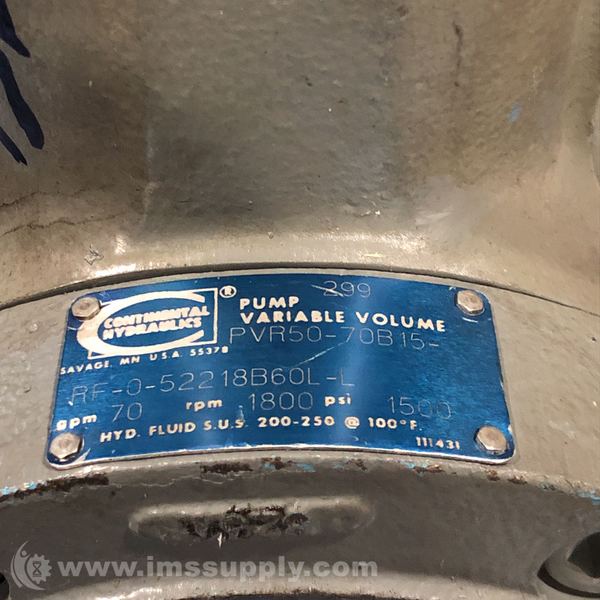 299
CONTINENTAL
HYDRAULICS
®
PUMP
VARIABLE VOLUME
SAVAGE, MN U.S.A. 55378
PVR50-70B15-
RF-0-52218B60L-L
gpm 70 rpm 1800 psi 1500
HYD. FLUID S.U.S. 200-250 @ 100°F.
111431
www.imssupply.com